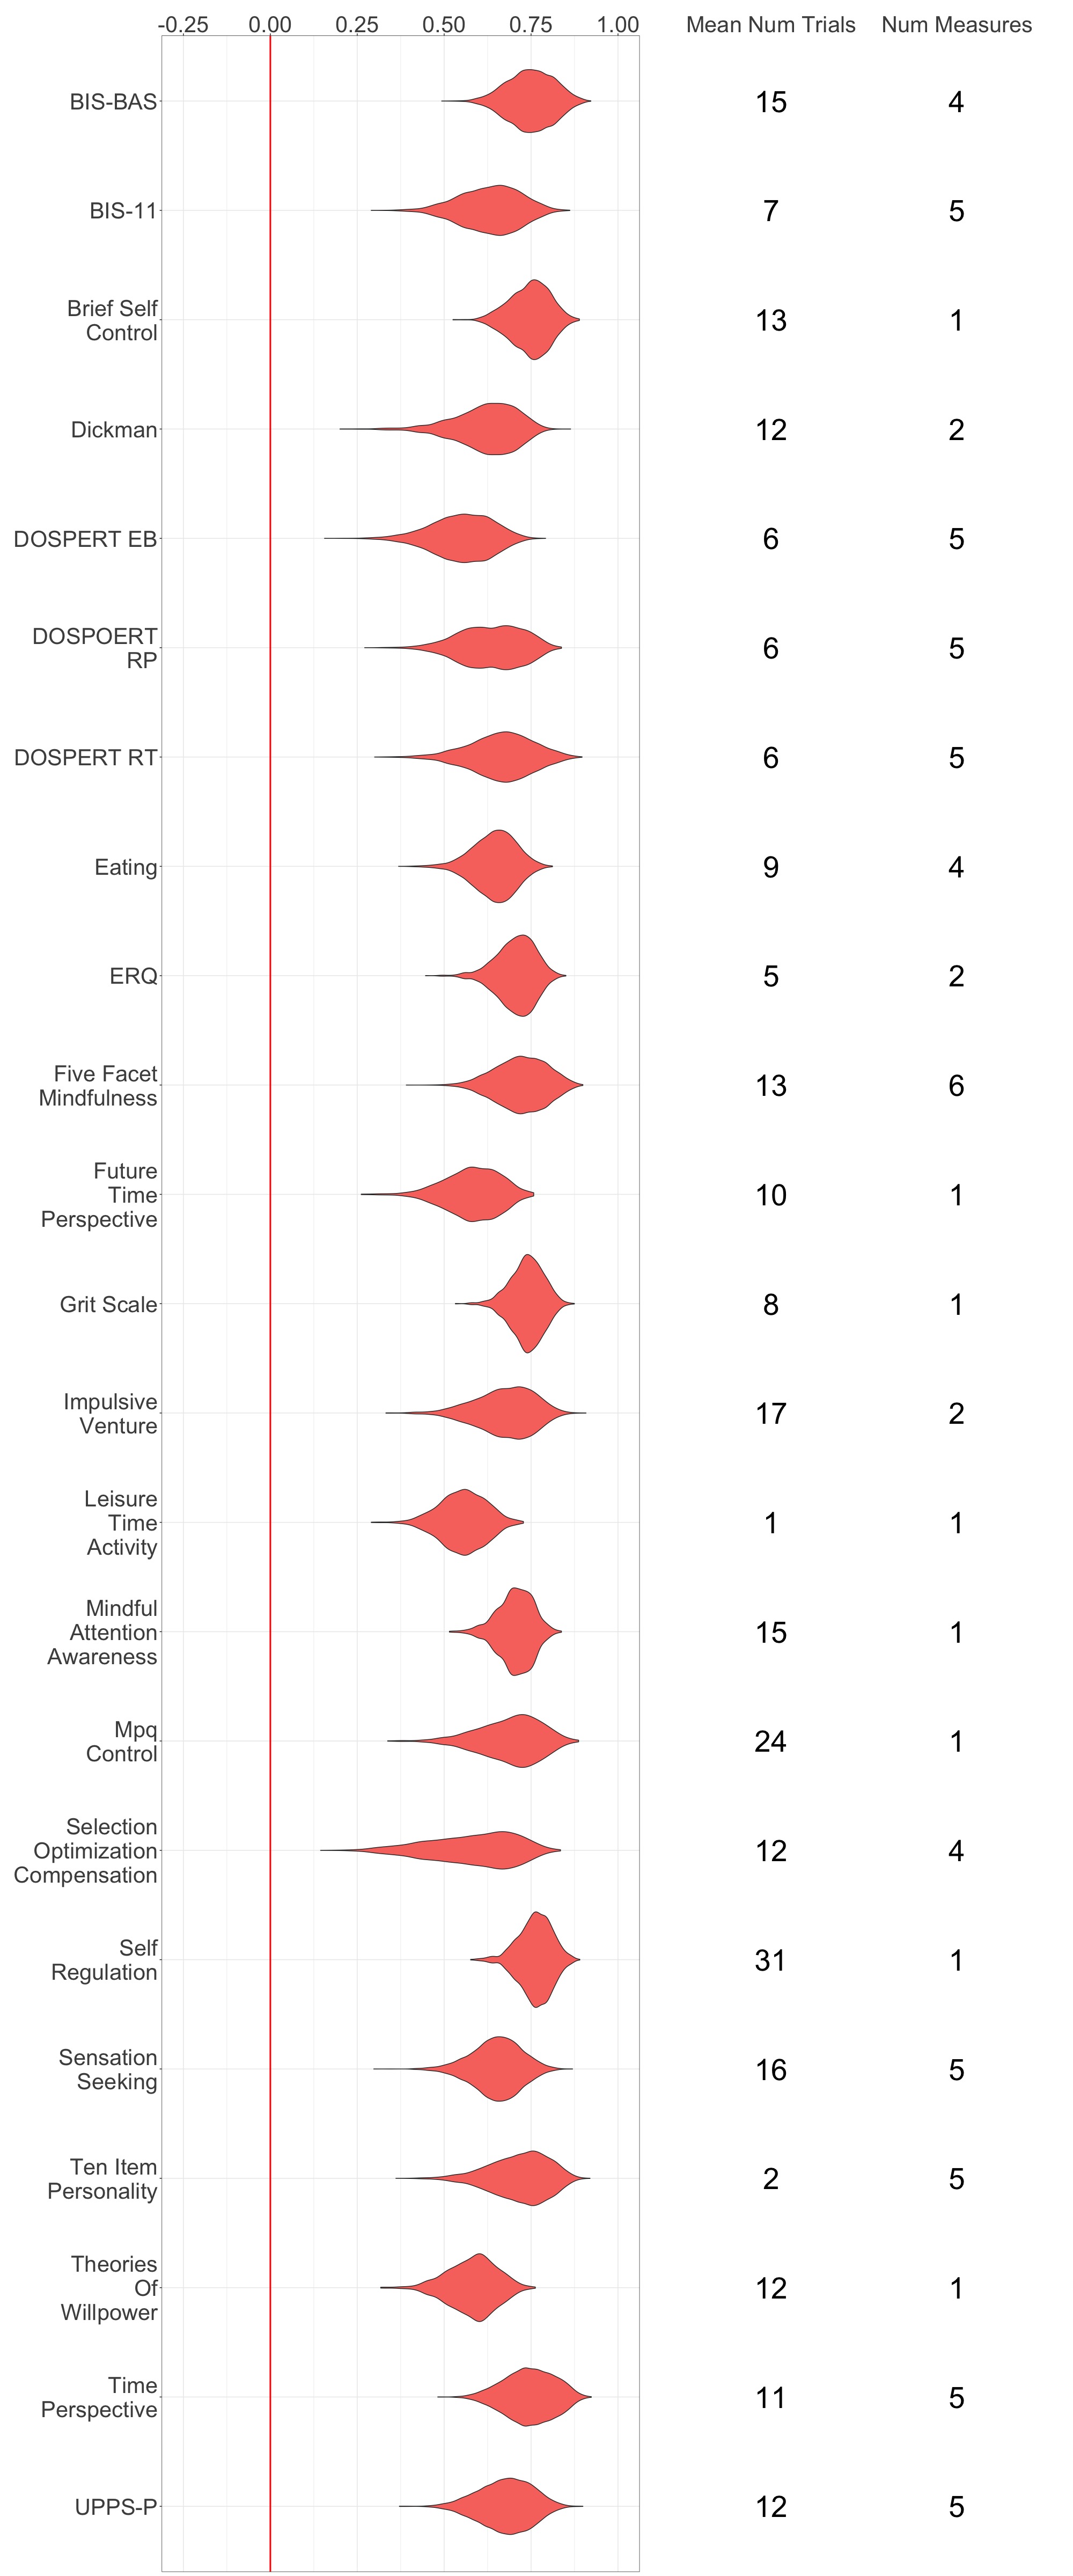 -0.25 0.00 0.25 0.50 0.75 1.00 Mean Num Trials Num Measures
BIS-BAS 15 4
BIS-11 7 5
Brief Self
Control 13 1
Dickman 12 2
DOSPERT EB 6 5
DOSPOERT
RP 6 5
DOSPERT RT 6 5
Eating 9 4
ERQ 5 2
Five Facet
Mindfulness 13 6
Future
Time 10 1
Perspective
Grit Scale 8 1
Impulsive
Venture 17 2
Leisure
Time 1 1
Activity
Mindful
Attention 15 1
Awareness
Mpq
Control 24 1
Selection
Optimization 12 4
Compensation
Self
Regulation 31 1
Sensation
Seeking 16 5
Ten Item
Personality 2 5
Theories
Of 12 1
Willpower
Time
Perspective 11 5
UPPS-P 12 5